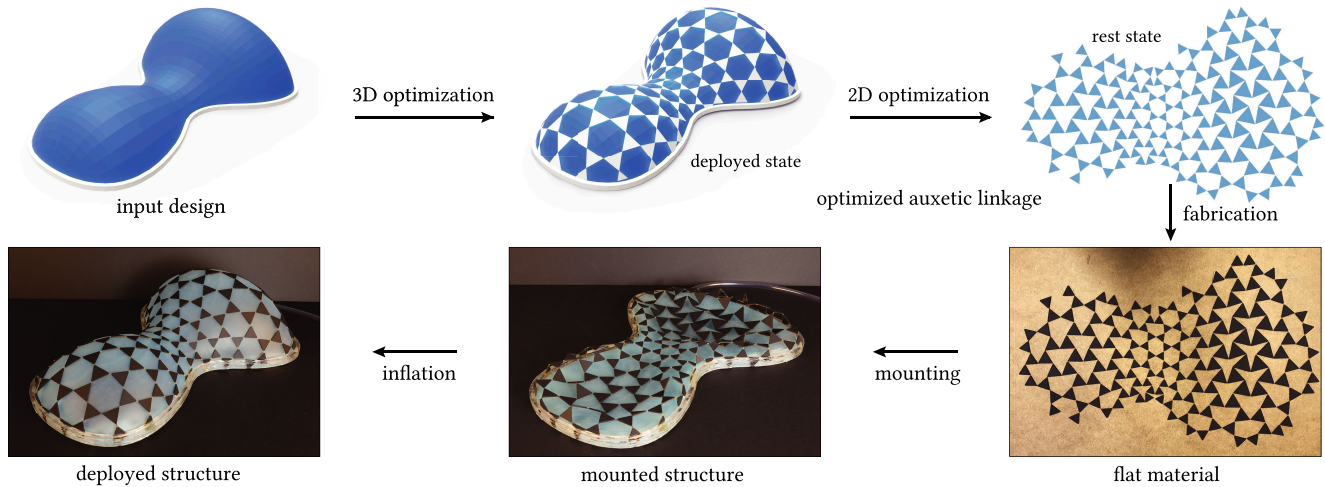 rest state
3D optimization
2D optimization
deployed state
optimized auxetic linkage
input design
fabrication
inflation
mounting
deployed structure
mounted structure
flat material